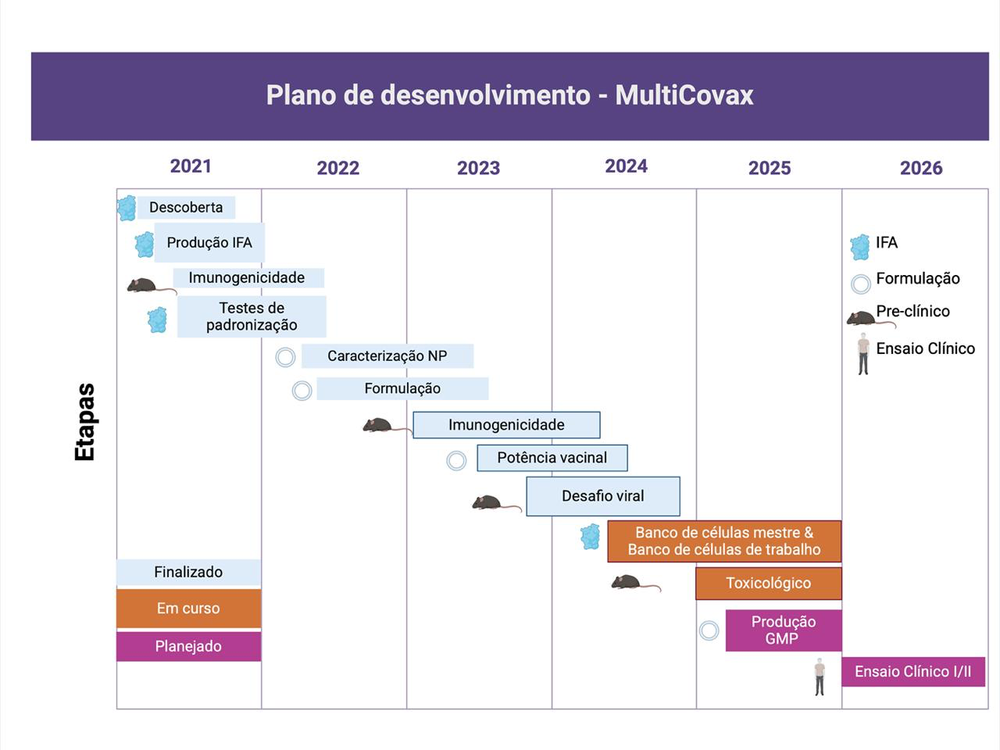 Plano de desenvolvimento - MultiCovax
2021
2022
2023
2024
2025
2026
Descoberta
Produção IFA
Imunogenicidade
Testes de
padronização
Caracterização NP
Formulação
Imunogenicidade
Potência vacinal
Desafio viral
Banco de células mestre &
Banco de células de trabalho
Toxicológico
Produção
GMP
Ensaio Clínico I/II
IFA
Formulação
Pre-clínico
Ensaio Clínico
Etapas
Finalizado
Em curso
Planejado